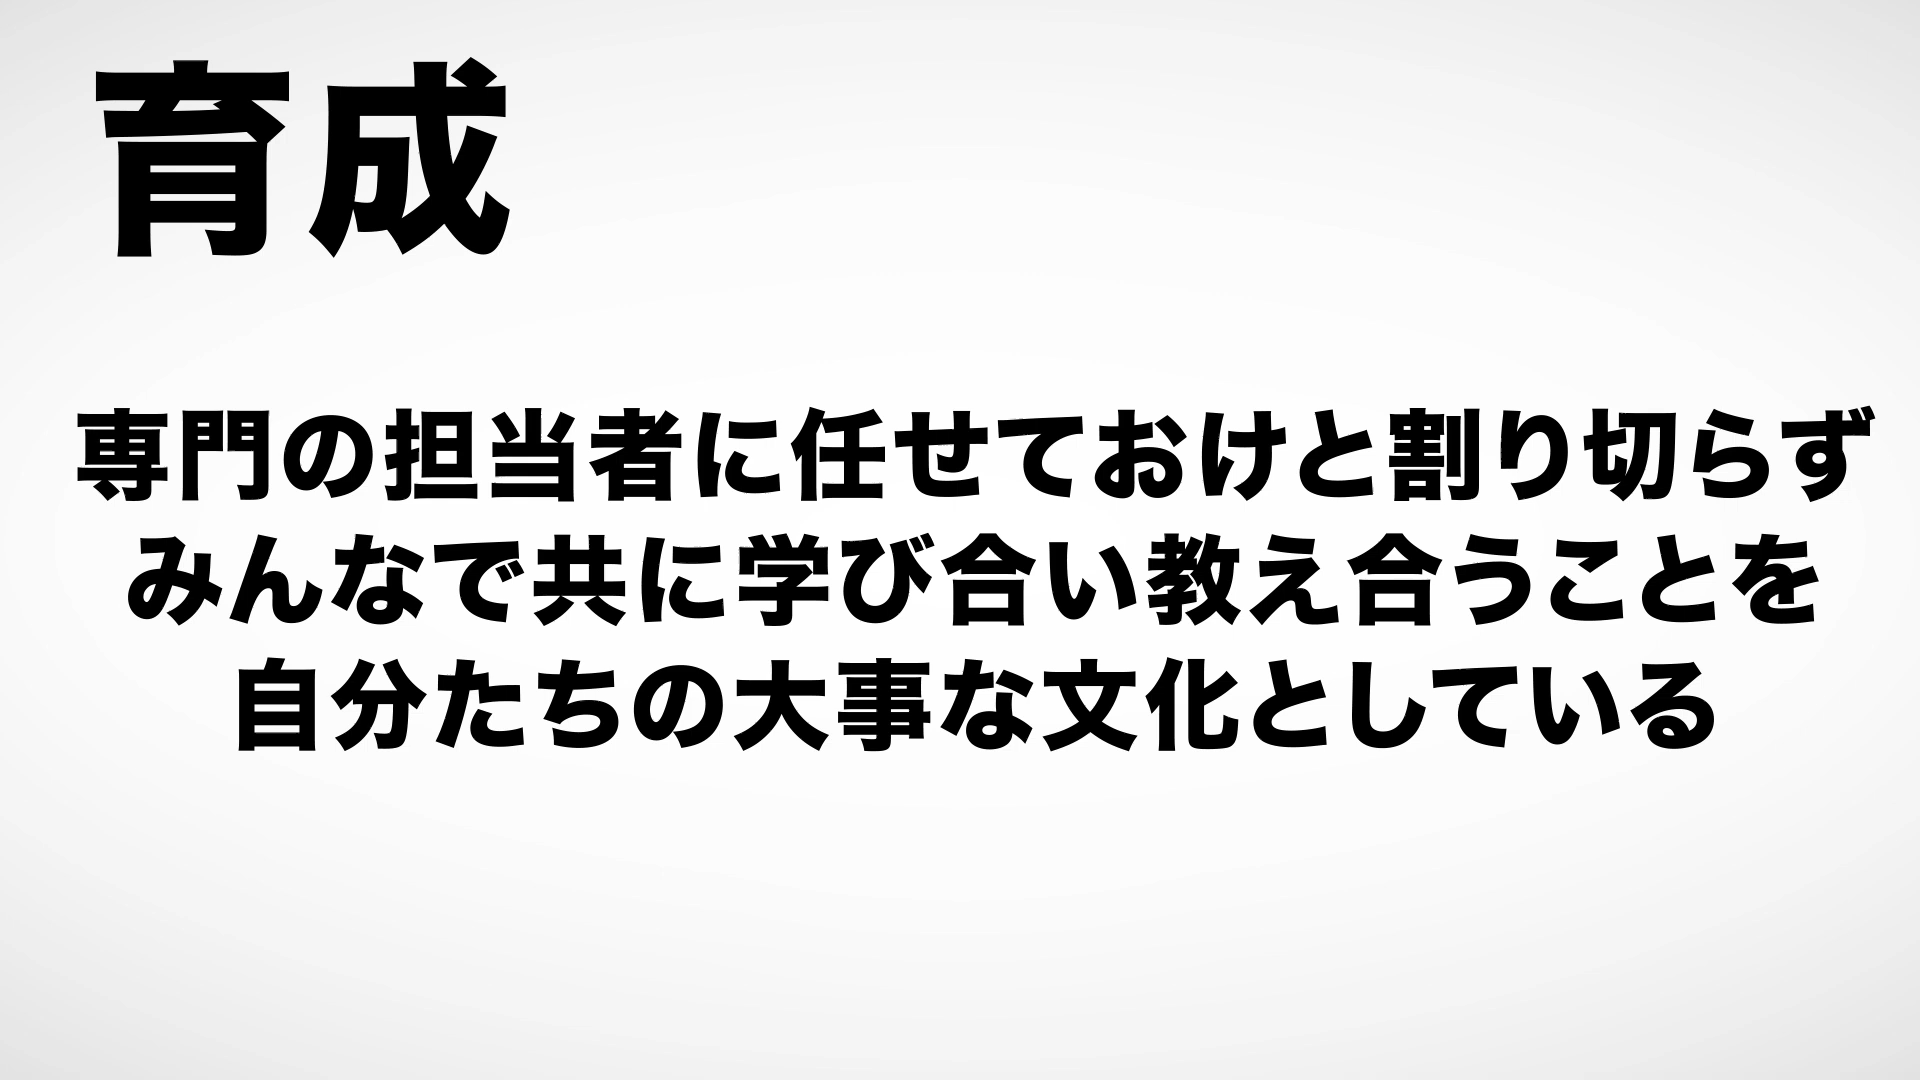 育成
専門の担当者に任せておけと割り切らず
みんなで共に学び合い教え合うことを
自分たちの大事な文化としている